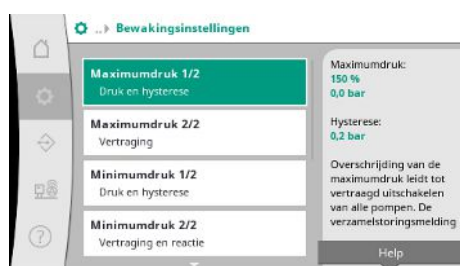 ..▸ Bewakingsinstellingen
Maximumdruk 1/2
Druk en hysterese
Maximumdruk 2/2
Vertraging
Minimumdruk 1/2
Druk en hysterese
Minimumdruk 2/2
Vertraging en reactie
Maximumdruk:
150 %
0,0 bar
Hysterese:
0,2 bar
Overschrijding van de
maximumdruk leidt tot
vertraagd uitschakelen
van alle pompen. De
verzamelstoringsmelding
Help